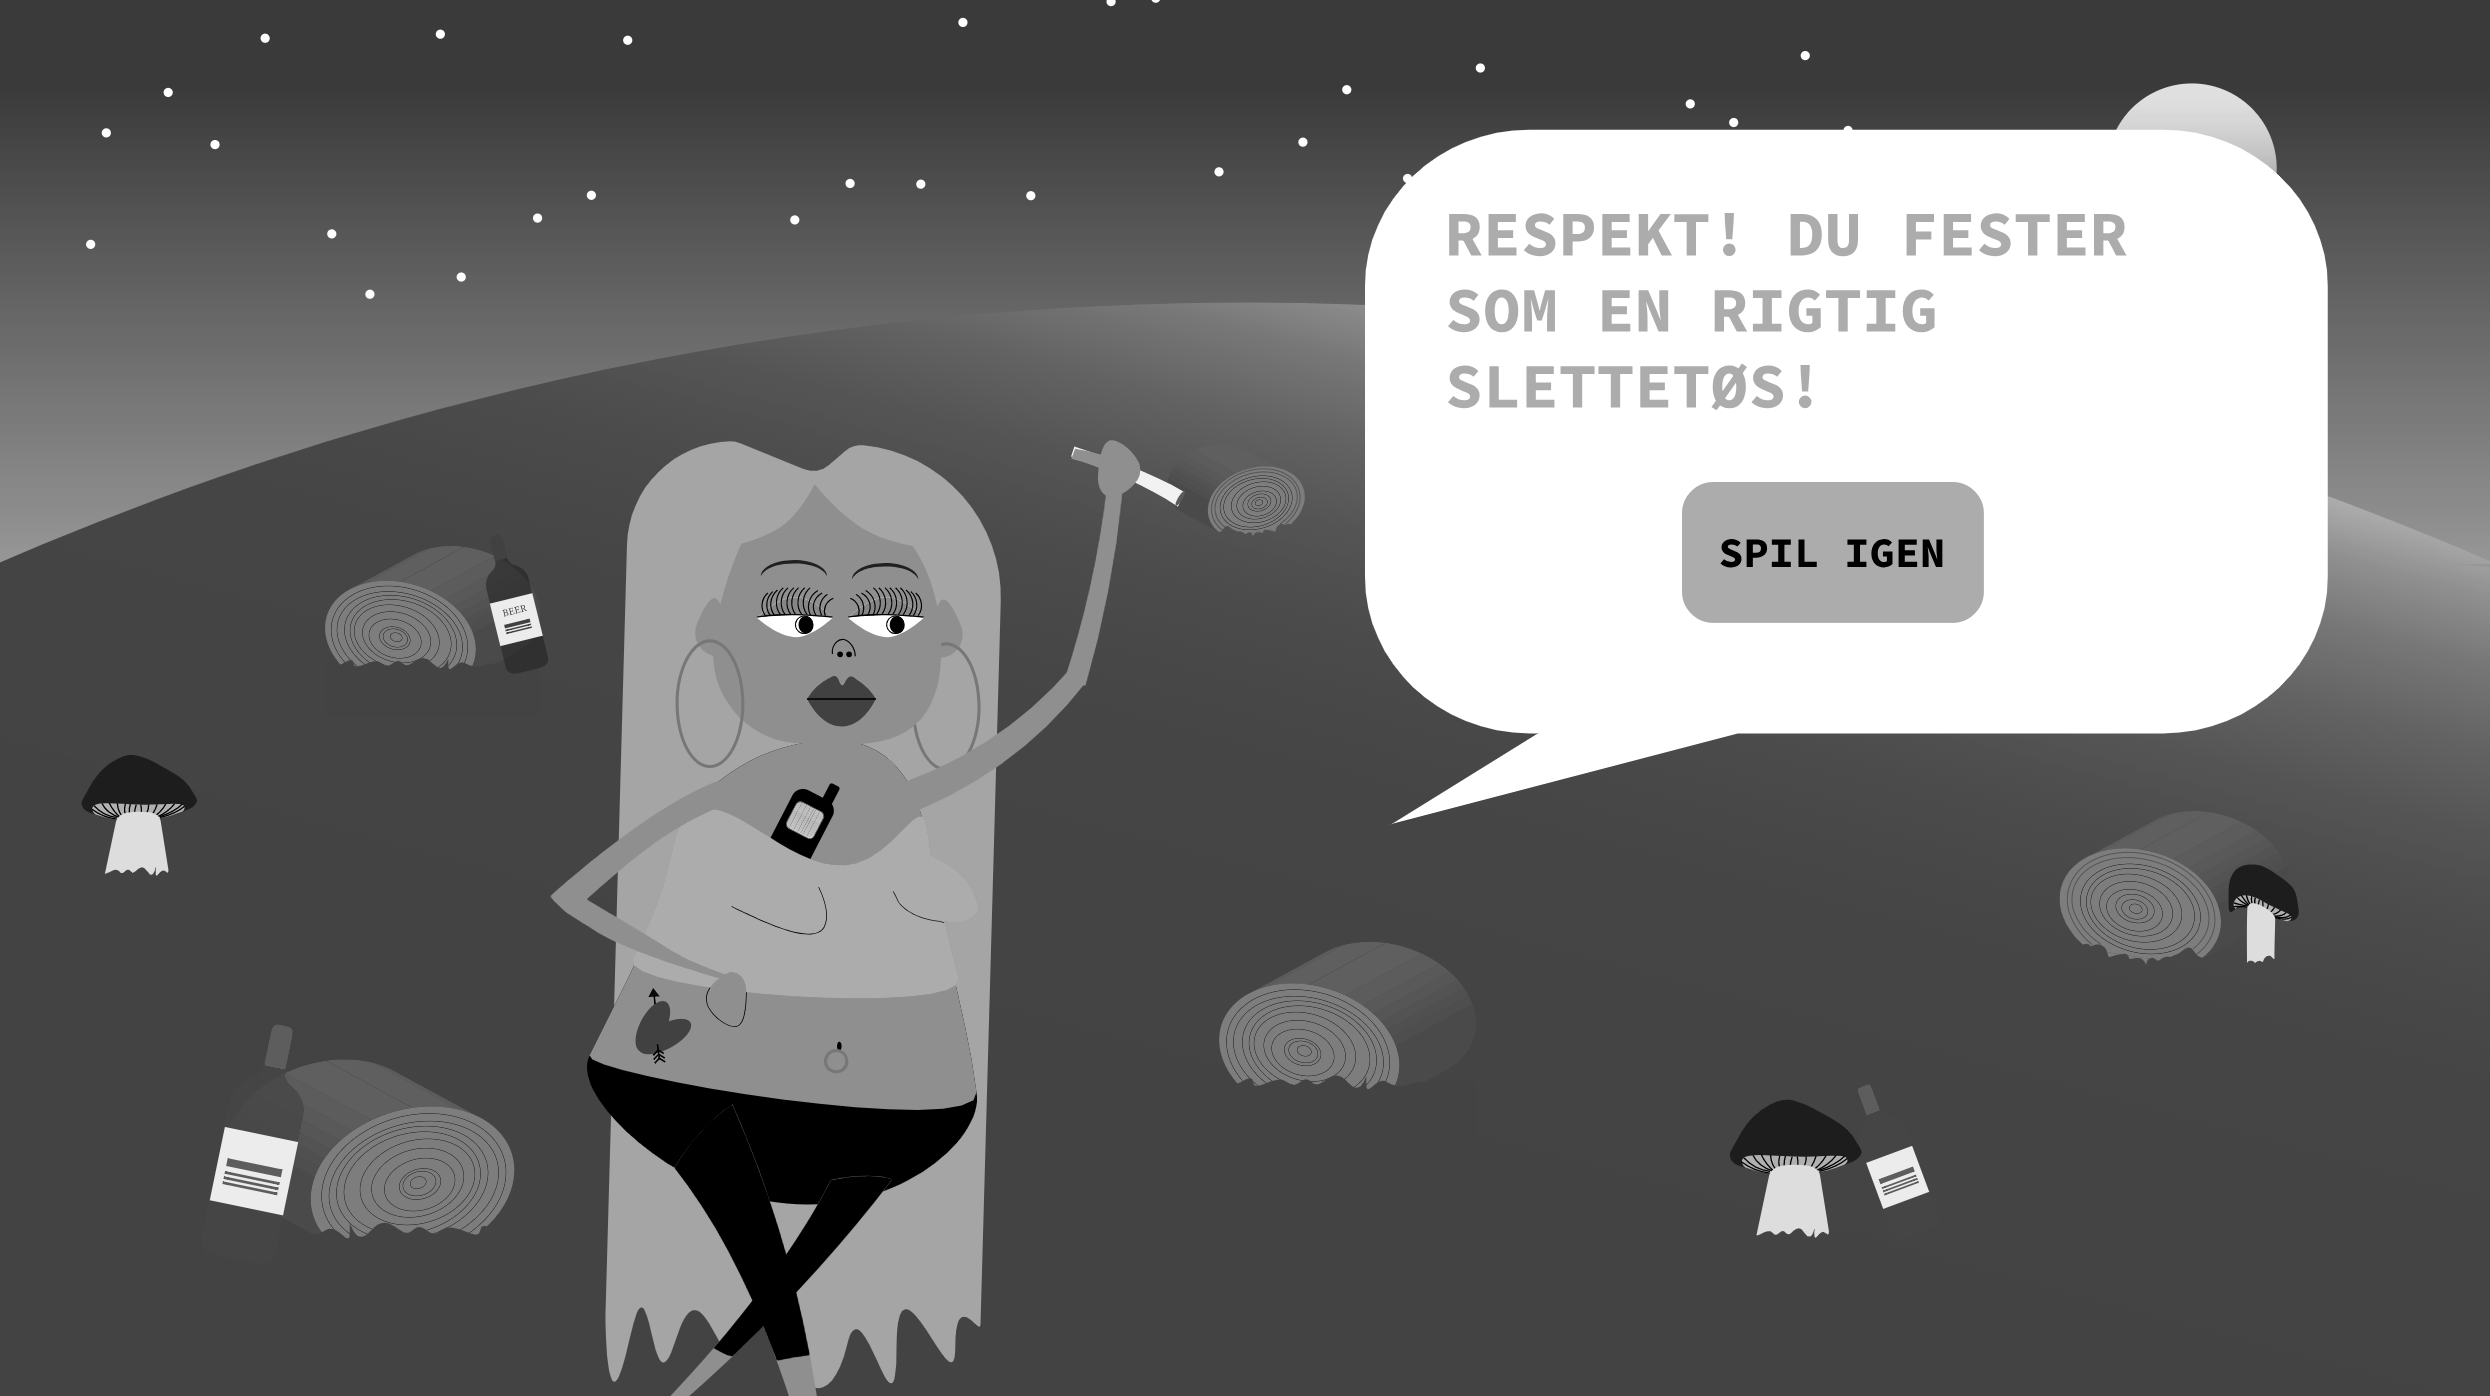 RESPEKT! DU FESTER
SOM EN RIGTIG
SLETTETØS!
SPIL IGEN
BEER